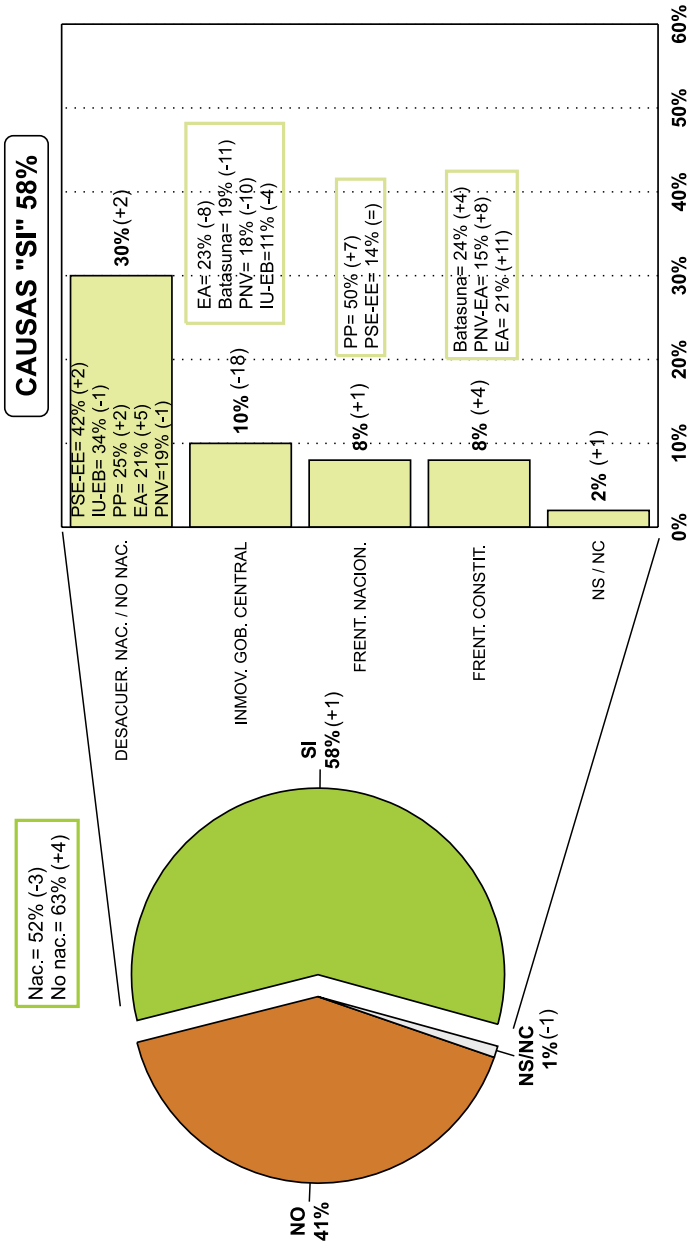 CAUSAS "SI" 58%
Nac.= 52% (-3)
No nac.= 63% (+4)
SI
58% (+1)
NO
41%
NS/NC
1% (-1)
DESACUER. NAC. / NO NAC.
PSE-EE= 42% (+2)
IU-EB= 34% (-1)
PP= 25% (+2)
EA= 21% (+5)
PNV=19% (-1)
30% (+2)
INMOV. GOB. CENTRAL
10% (-18)
EA= 23% (-8)
Batasuna= 19% (-11)
PNV= 18% (-10)
IU-EB=11% (-4)
FRENT. NACION.
8% (+1)
PP= 50% (+7)
PSE-EE= 14% (=)
FRENT. CONSTIT.
8% (+4)
Batasuna= 24% (+4)
PNV-EA= 15% (+8)
EA= 21% (+11)
NS / NC
2% (+1)
0%
10%
20%
30%
40%
50%
60%